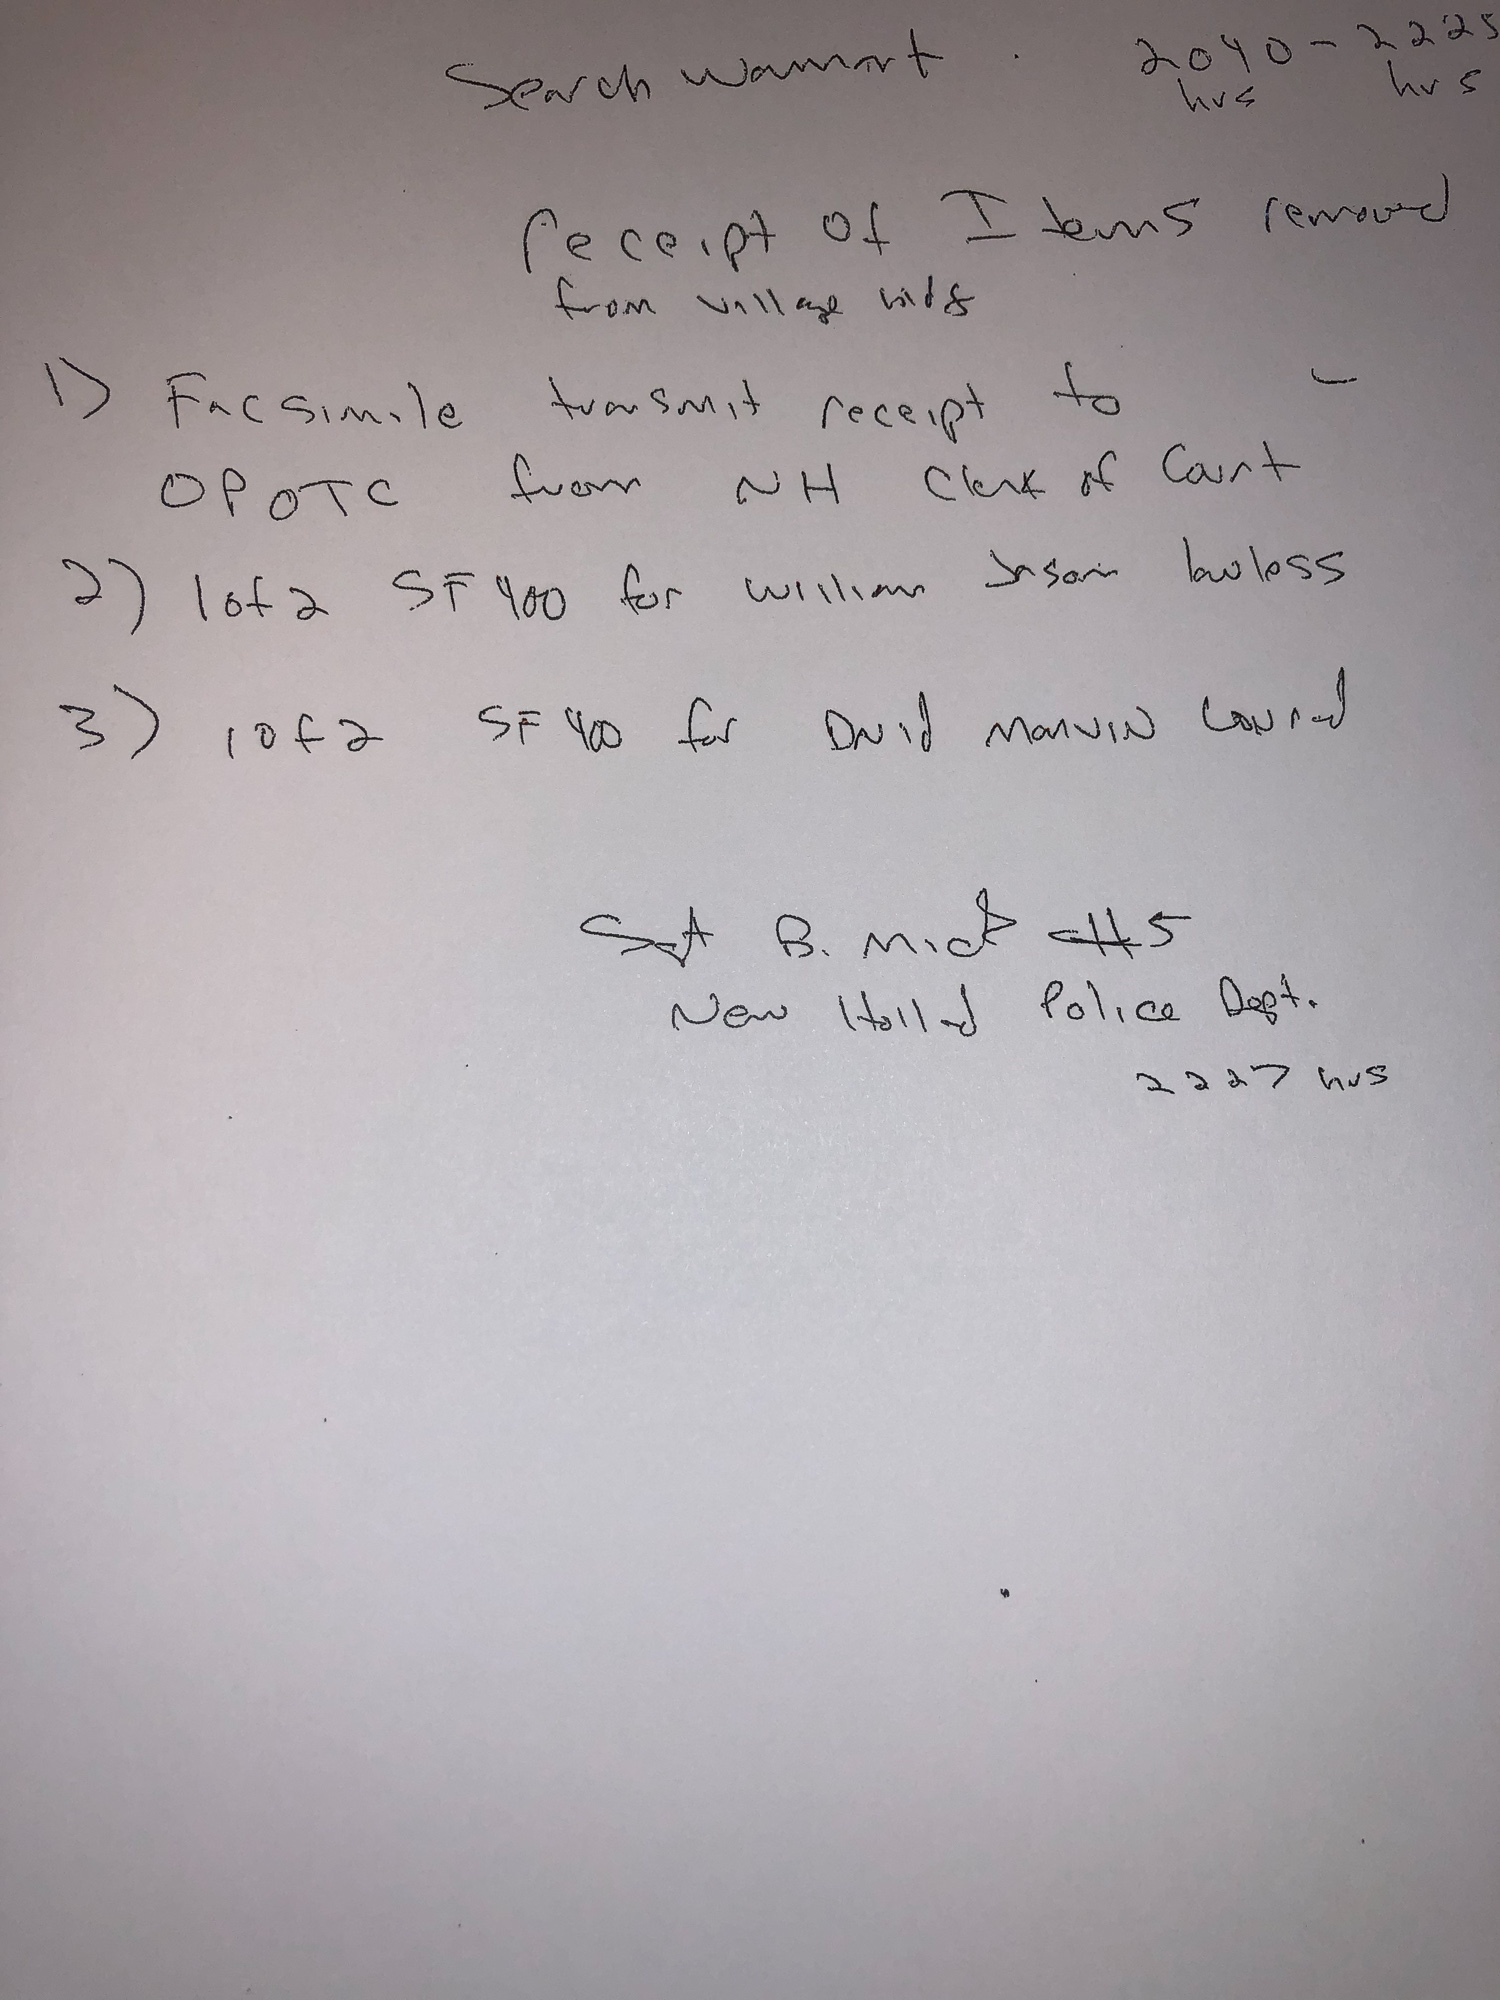 Search Warrant 2040 - 2225
hrs hrs
receipt of Items removed
from village bldg
1) Facsimile transmit receipt to
OPOTC from NH Clerk of Court
2) 1 of 2 SF 400 for William Jason Lawless
3) 1 of 2 SF 400 for David Marvin Conrad
Sgt B. Mick #5
New Holland Police Dept.
2227 hrs